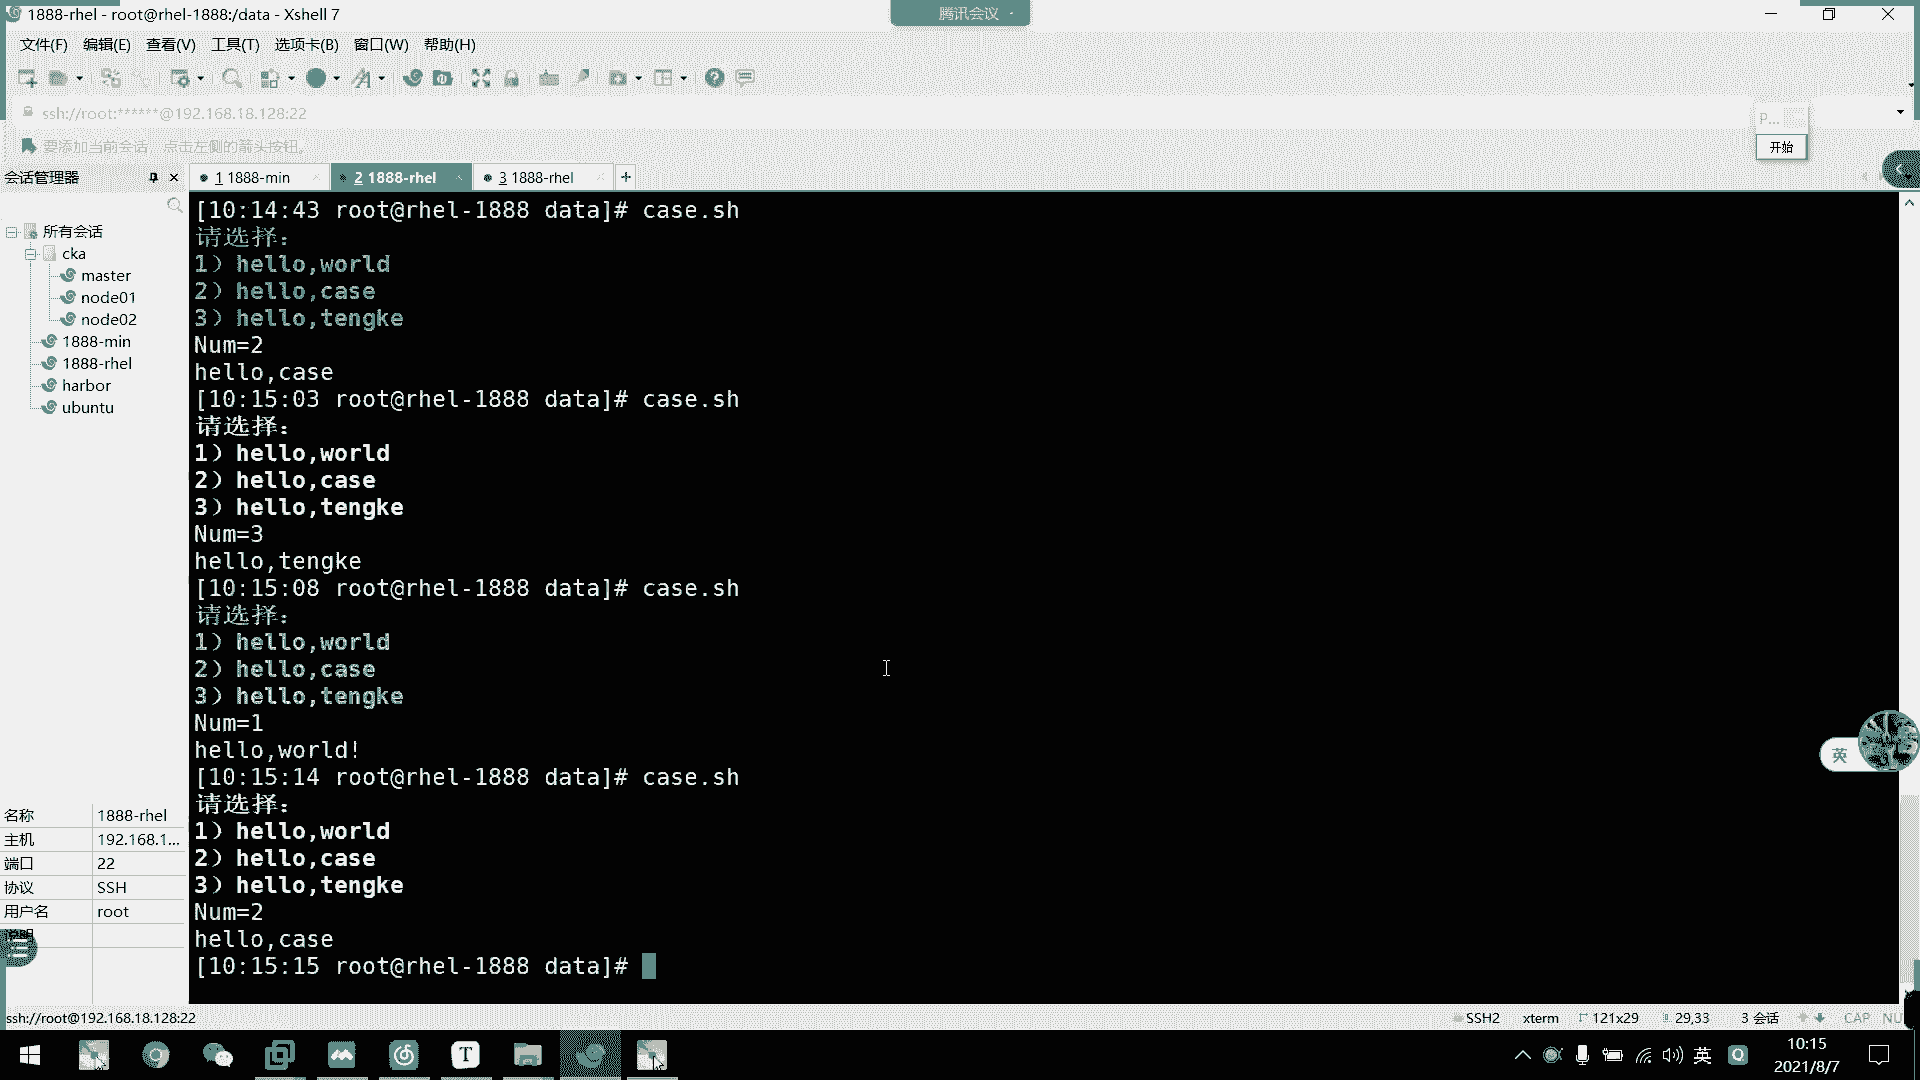 1888-rhel - root@rhel-1888:/data - Xshell 7
腾讯会议
文件(F) 编辑(E) 查看(V) 工具(T) 选项卡(B) 窗口(W) 帮助(H)
ssh://root:******@192.168.18.128:22
P...
要添加当前会话，点击左侧的箭头按钮。
开始
会话管理器
1 1888-min
2 1888-rhel
3 1888-rhel
所有会话
cka
master
node01
node02
1888-min
1888-rhel
harbor
ubuntu
[10:14:43 root@rhel-1888 data]# case.sh
请选择:
1) hello,world
2) hello,case
3) hello,tengke
Num=2
hello,case
[10:15:03 root@rhel-1888 data]# case.sh
请选择:
1) hello,world
2) hello,case
3) hello,tengke
Num=3
hello,tengke
[10:15:08 root@rhel-1888 data]# case.sh
请选择:
1) hello,world
2) hello,case
3) hello,tengke
Num=1
hello,world!
[10:15:14 root@rhel-1888 data]# case.sh
请选择:
1) hello,world
2) hello,case
3) hello,tengke
Num=2
hello,case
[10:15:15 root@rhel-1888 data]#
英
名称 1888-rhel
主机 192.168.1...
端口 22
协议 SSH
用户名 root
说明
ssh://root@192.168.18.128:22
SSH2 xterm 121x29 29,33 3 会话 CAP NU
英
10:15
2021/8/7